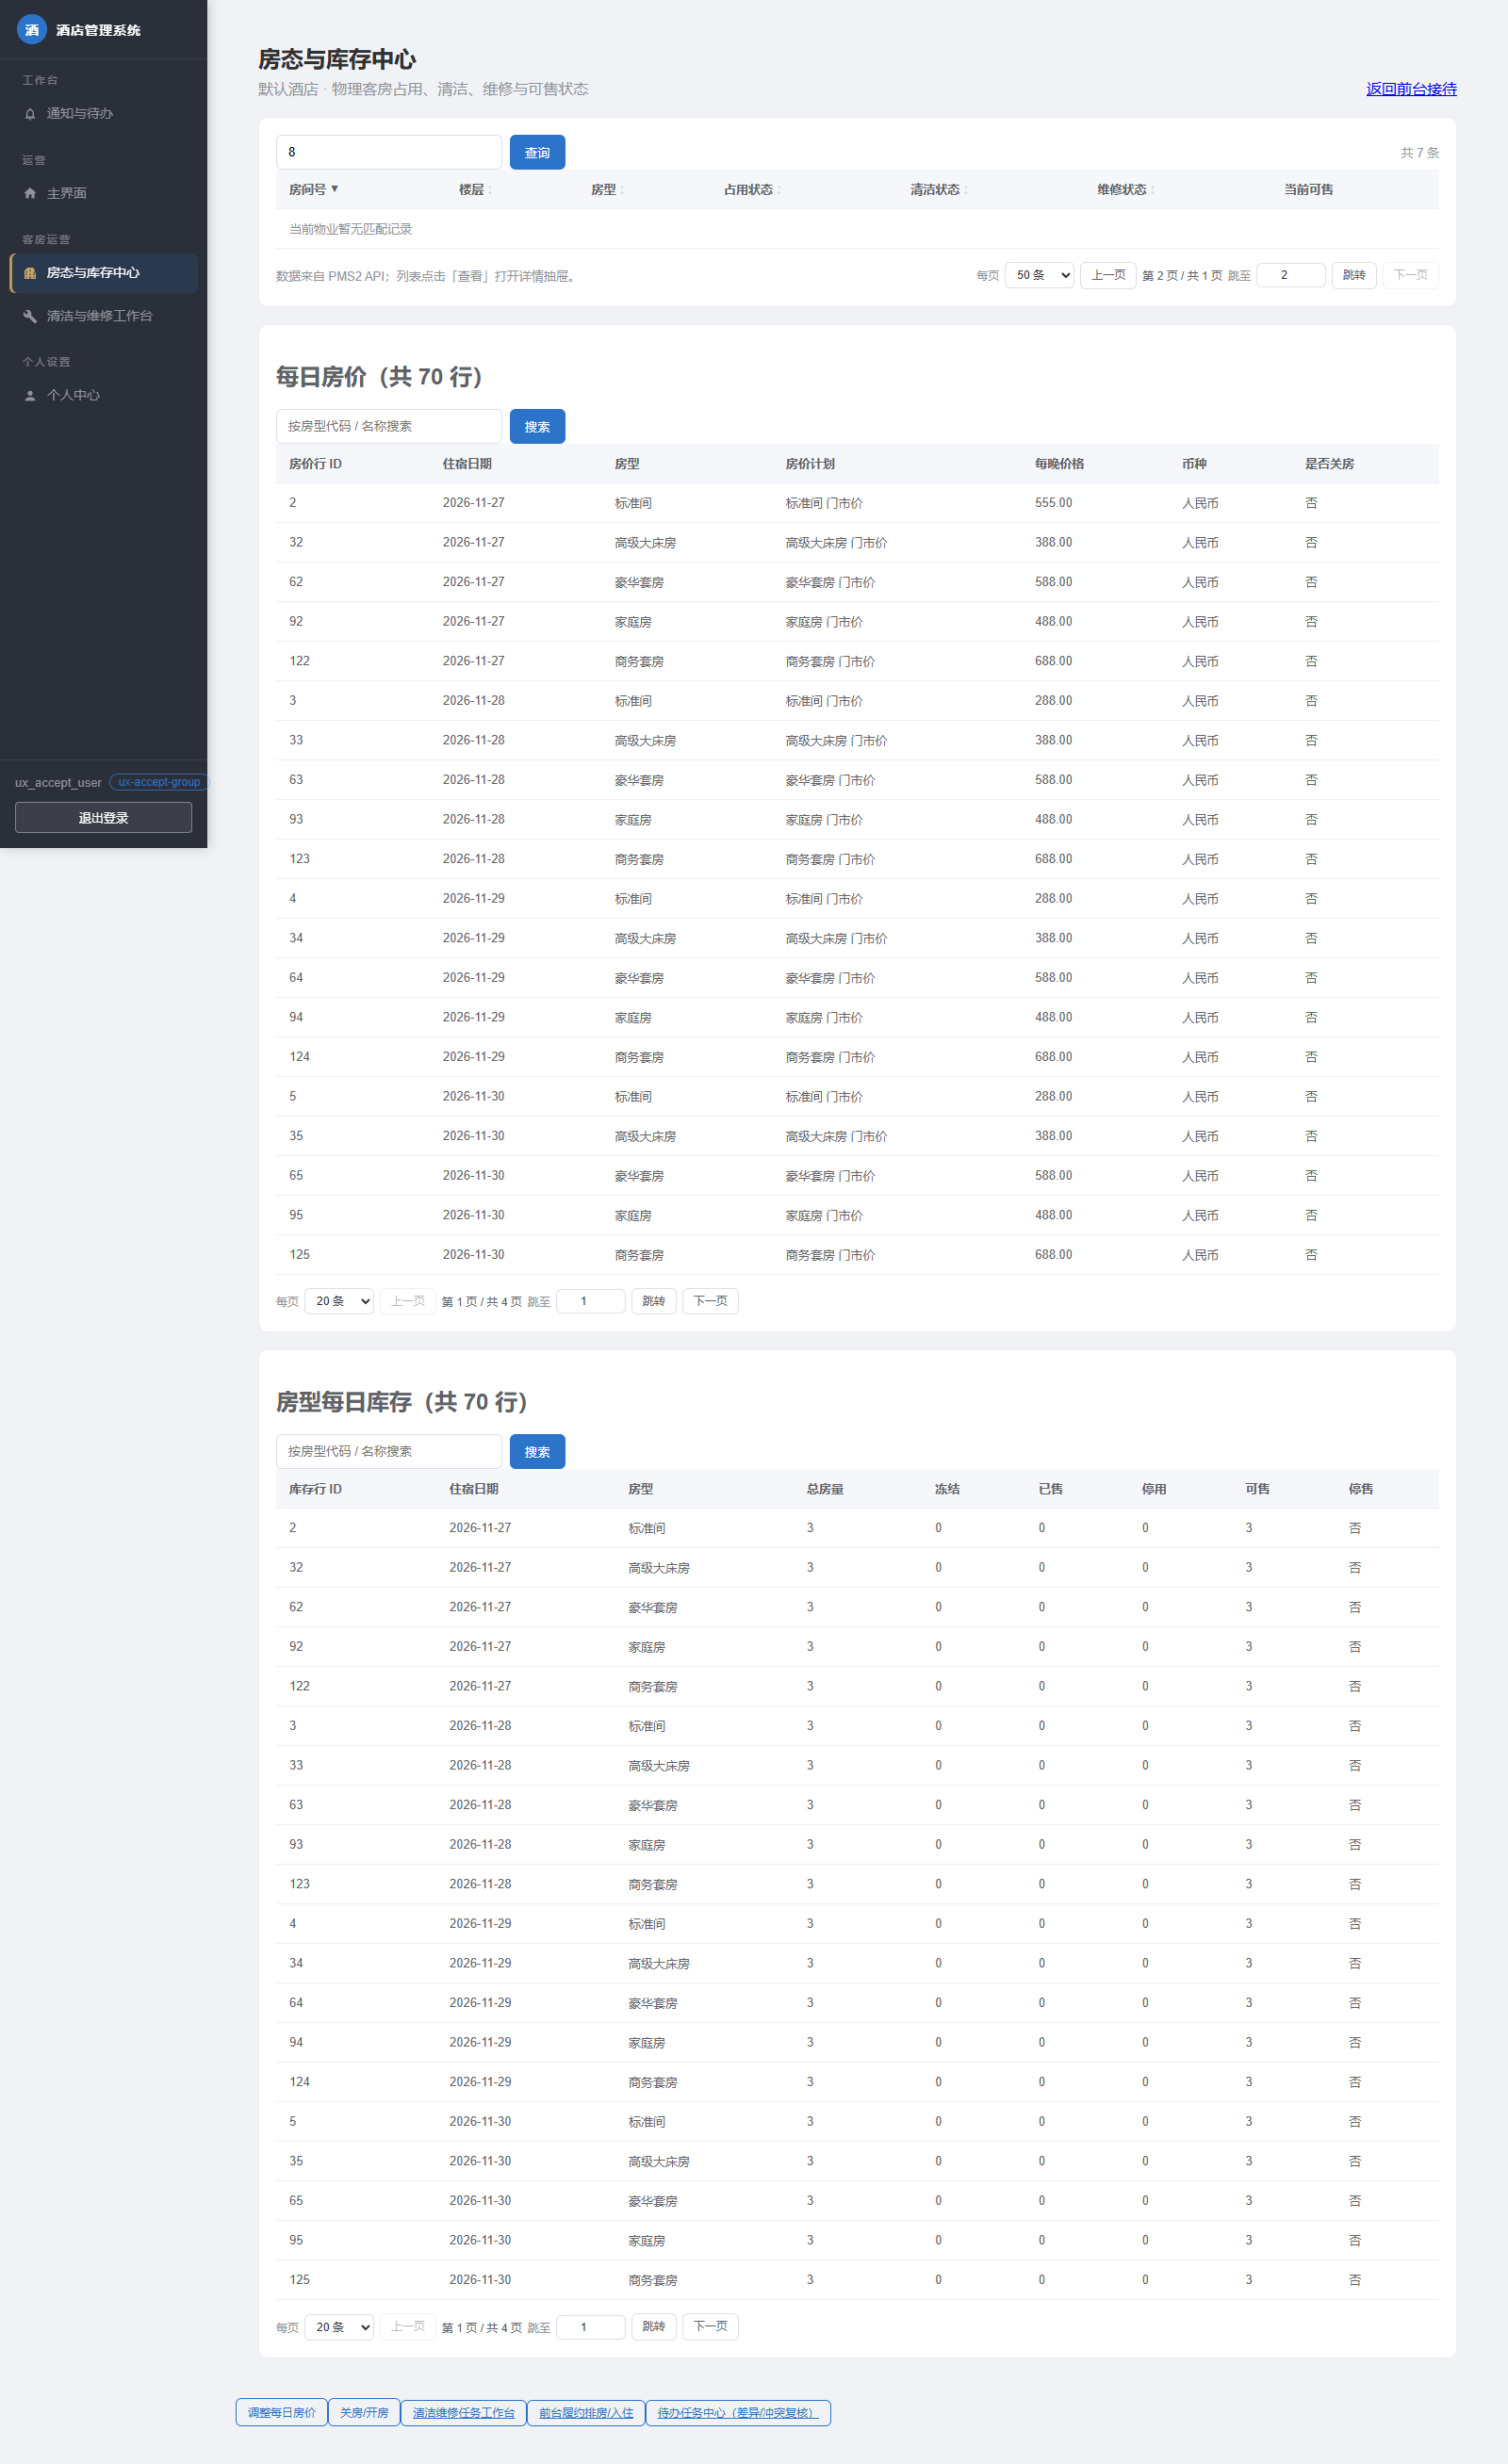 酒 酒店管理系统
工作台
通知与待办
运营
主界面
客房运营
房态与库存中心
清洁与维修工作台
个人设置
个人中心
ux_accept_user ux-accept-group
退出登录
房态与库存中心
默认酒店 · 物理客房占用、清洁、维修与可售状态
返回前台接待
8 查询 共 7 条
房间号 ▼ 楼层 ↕ 房型 ↕ 占用状态 ↕ 清洁状态 ↕ 维修状态 ↕ 当前可售
当前物业暂无匹配记录
数据来自 PMS2 API；列表点击「查看」打开详情抽屉。 每页 50 条 上一页 第 2 页 / 共 1 页 跳至 2 跳转 下一页
每日房价（共 70 行）
按房型代码 / 名称搜索 搜索
房价行 ID 住宿日期 房型 房价计划 每晚价格 币种 是否关房
2 2026-11-27 标准间 标准间 门市价 555.00 人民币 否
32 2026-11-27 高级大床房 高级大床房 门市价 388.00 人民币 否
62 2026-11-27 豪华套房 豪华套房 门市价 588.00 人民币 否
92 2026-11-27 家庭房 家庭房 门市价 488.00 人民币 否
122 2026-11-27 商务套房 商务套房 门市价 688.00 人民币 否
3 2026-11-28 标准间 标准间 门市价 288.00 人民币 否
33 2026-11-28 高级大床房 高级大床房 门市价 388.00 人民币 否
63 2026-11-28 豪华套房 豪华套房 门市价 588.00 人民币 否
93 2026-11-28 家庭房 家庭房 门市价 488.00 人民币 否
123 2026-11-28 商务套房 商务套房 门市价 688.00 人民币 否
4 2026-11-29 标准间 标准间 门市价 288.00 人民币 否
34 2026-11-29 高级大床房 高级大床房 门市价 388.00 人民币 否
64 2026-11-29 豪华套房 豪华套房 门市价 588.00 人民币 否
94 2026-11-29 家庭房 家庭房 门市价 488.00 人民币 否
124 2026-11-29 商务套房 商务套房 门市价 688.00 人民币 否
5 2026-11-30 标准间 标准间 门市价 288.00 人民币 否
35 2026-11-30 高级大床房 高级大床房 门市价 388.00 人民币 否
65 2026-11-30 豪华套房 豪华套房 门市价 588.00 人民币 否
95 2026-11-30 家庭房 家庭房 门市价 488.00 人民币 否
125 2026-11-30 商务套房 商务套房 门市价 688.00 人民币 否
每页 20 条 上一页 第 1 页 / 共 4 页 跳至 1 跳转 下一页
房型每日库存（共 70 行）
按房型代码 / 名称搜索 搜索
库存行 ID 住宿日期 房型 总房量 冻结 已售 停用 可售 停售
2 2026-11-27 标准间 3 0 0 0 3 否
32 2026-11-27 高级大床房 3 0 0 0 3 否
62 2026-11-27 豪华套房 3 0 0 0 3 否
92 2026-11-27 家庭房 3 0 0 0 3 否
122 2026-11-27 商务套房 3 0 0 0 3 否
3 2026-11-28 标准间 3 0 0 0 3 否
33 2026-11-28 高级大床房 3 0 0 0 3 否
63 2026-11-28 豪华套房 3 0 0 0 3 否
93 2026-11-28 家庭房 3 0 0 0 3 否
123 2026-11-28 商务套房 3 0 0 0 3 否
4 2026-11-29 标准间 3 0 0 0 3 否
34 2026-11-29 高级大床房 3 0 0 0 3 否
64 2026-11-29 豪华套房 3 0 0 0 3 否
94 2026-11-29 家庭房 3 0 0 0 3 否
124 2026-11-29 商务套房 3 0 0 0 3 否
5 2026-11-30 标准间 3 0 0 0 3 否
35 2026-11-30 高级大床房 3 0 0 0 3 否
65 2026-11-30 豪华套房 3 0 0 0 3 否
95 2026-11-30 家庭房 3 0 0 0 3 否
125 2026-11-30 商务套房 3 0 0 0 3 否
每页 20 条 上一页 第 1 页 / 共 4 页 跳至 1 跳转 下一页
调整每日房价 关房/开房 清洁维修任务工作台 前台履约排房/入住 待办任务中心（差异/冲突复核）